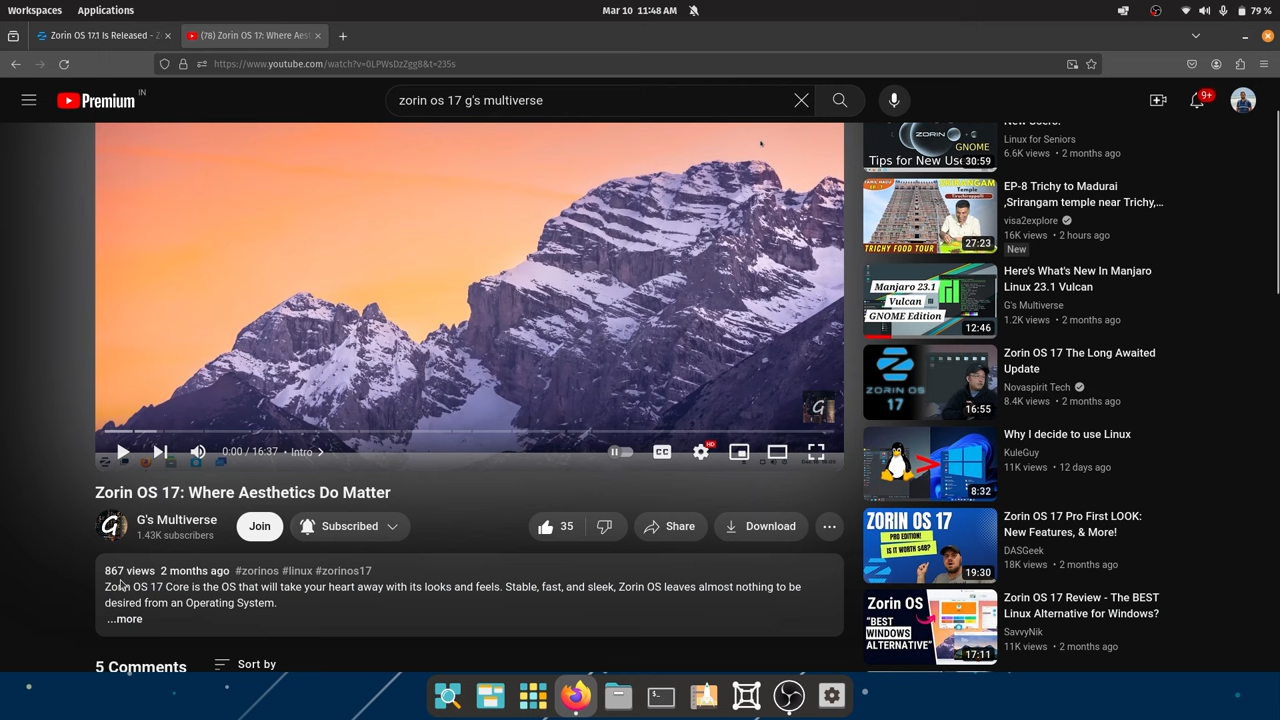 Workspaces Applications Mar 10 11:48 AM 79 %
Zorin OS 17.1 Is Released - Z (78) Zorin OS 17: Where Aest
https://www.youtube.com/watch?v=0LPWsDzZgg8&t=235s
Premium IN zorin os 17 g's multiverse 9+
New Users!
Linux for Seniors
6.6K views • 2 months ago
ZORIN
GNOME
Tips for New Use 30:59
EP-8 Trichy to Madurai
,Srirangam temple near Trichy,...
visa2explore
16K views • 2 hours ago
New
Temple
TRICHY FOOD TOUR
27:23
Here's What's New In Manjaro
Linux 23.1 Vulcan
G's Multiverse
1.2K views • 2 months ago
Manjaro 23.1
Vulcan
GNOME Edition
12:46
Zorin OS 17 The Long Awaited
Update
Novaspirit Tech
8.4K views • 2 months ago
ZORIN OS
17
16:55
Why I decide to use Linux
KuleGuy
11K views • 12 days ago
>
8:32
Zorin OS 17 Pro First LOOK:
New Features, & More!
DASGeek
18K views • 2 months ago
ZORIN OS 17
PRO EDITION!
IS IT WORTH $48?
19:30
Zorin OS 17 Review - The BEST
Linux Alternative for Windows?
SavvyNik
11K views • 2 months ago
Zorin OS
"BEST
WINDOWS
ALTERNATIVE"
17:11
G
0:00 / 16:37 • Intro CC HD
Zorin OS 17: Where Aesthetics Do Matter
G's Multiverse
1.43K subscribers
Join Subscribed 35 Share Download ...
867 views 2 months ago #zorinos #linux #zorinos17
Zorin OS 17 Core is the OS that will take your heart away with its looks and feels. Stable, fast, and sleek, Zorin OS leaves almost nothing to be
desired from an Operating System.
...more
5 Comments Sort by